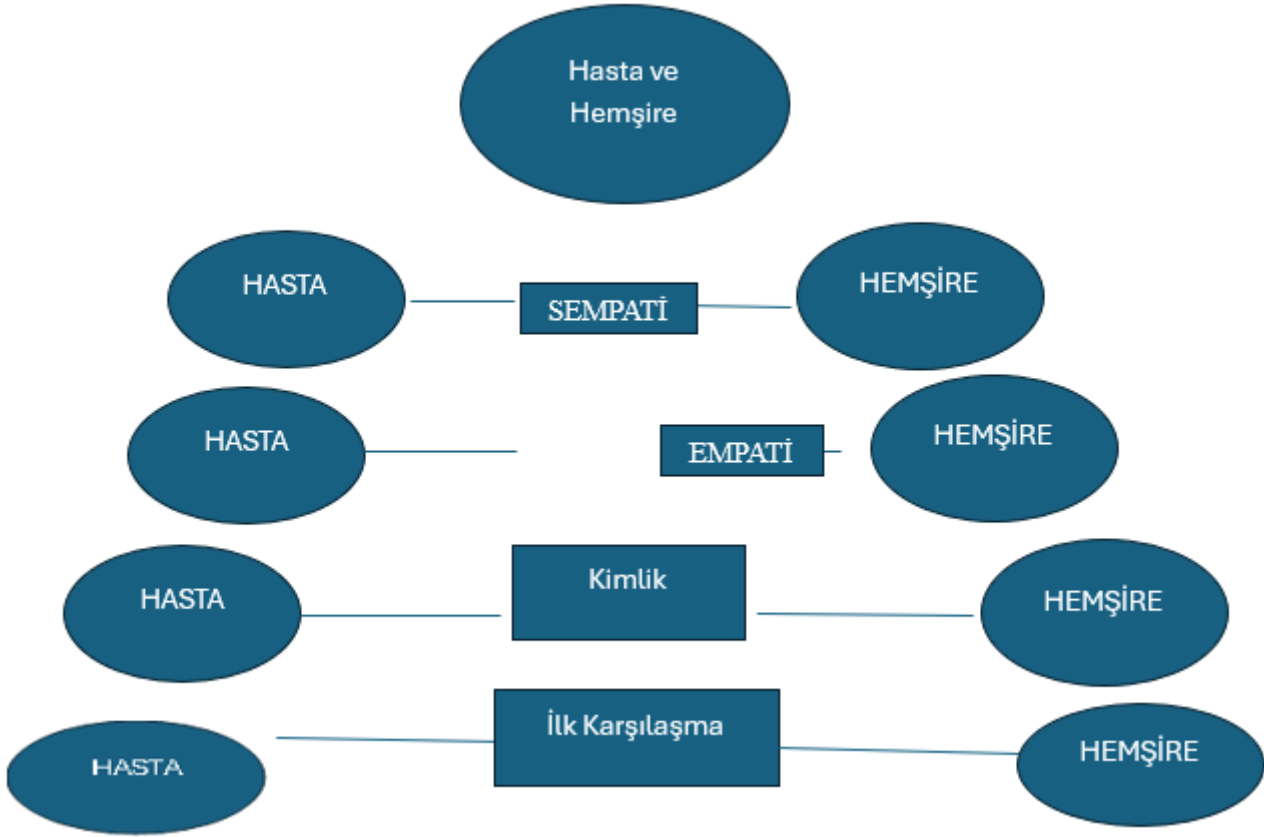 Hasta ve
Hemşire
HASTA
SEMPATİ
HEMŞİRE
HASTA
EMPATİ
HEMŞİRE
HASTA
Kimlik
HEMŞİRE
HASTA
İlk Karşılaşma
HEMŞİRE